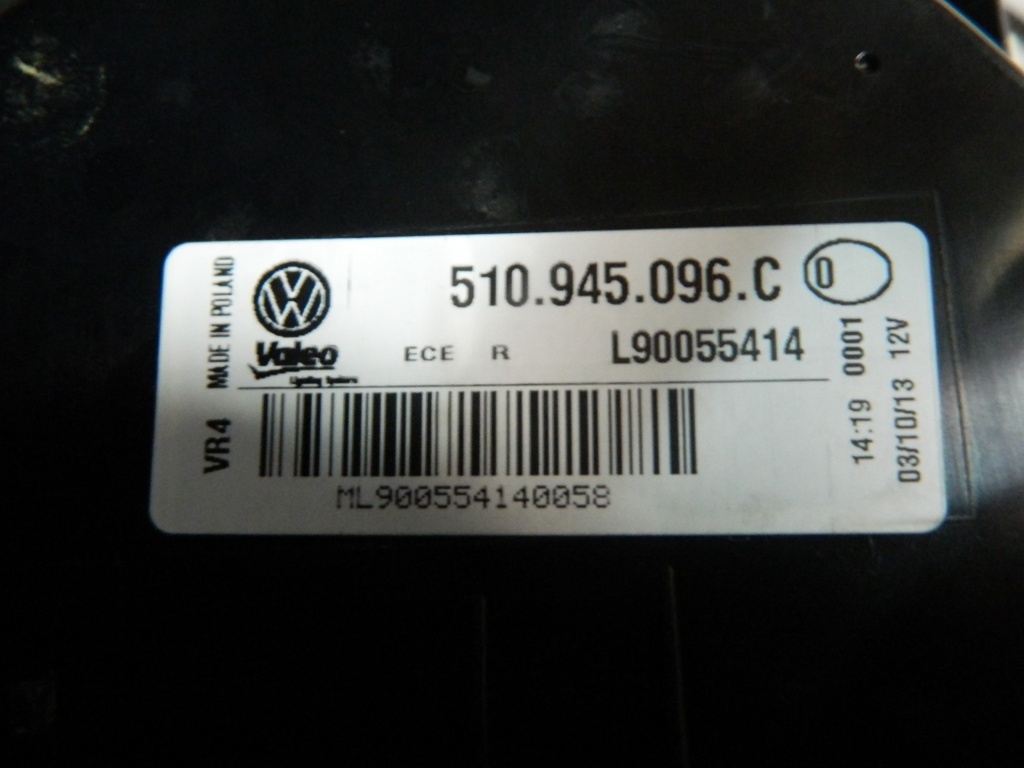 MADE IN POLAND
VR4
Valeo
510.945.096.C
0
ECE R
L90055414
ML900554140058
14:19 0001
03/10/13 12V